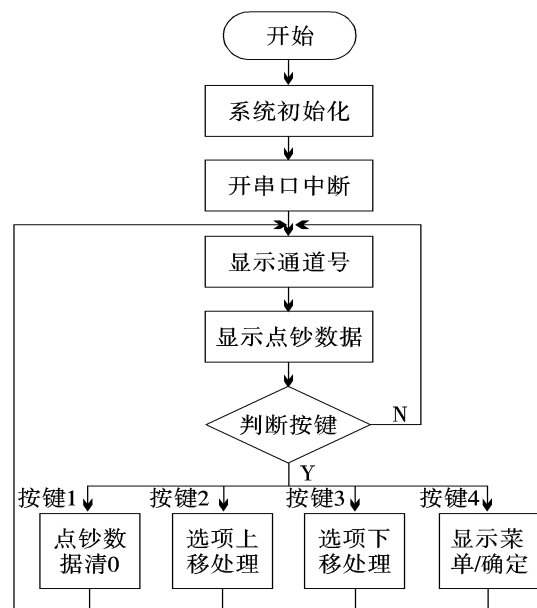 开始
系统初始化
开串口中断
显示通道号
显示点钞数据
判断按键
N
Y
按键1
按键2
按键3
按键4
点钞数
据清0
选项上
移处理
选项下
移处理
显示菜
单/确定